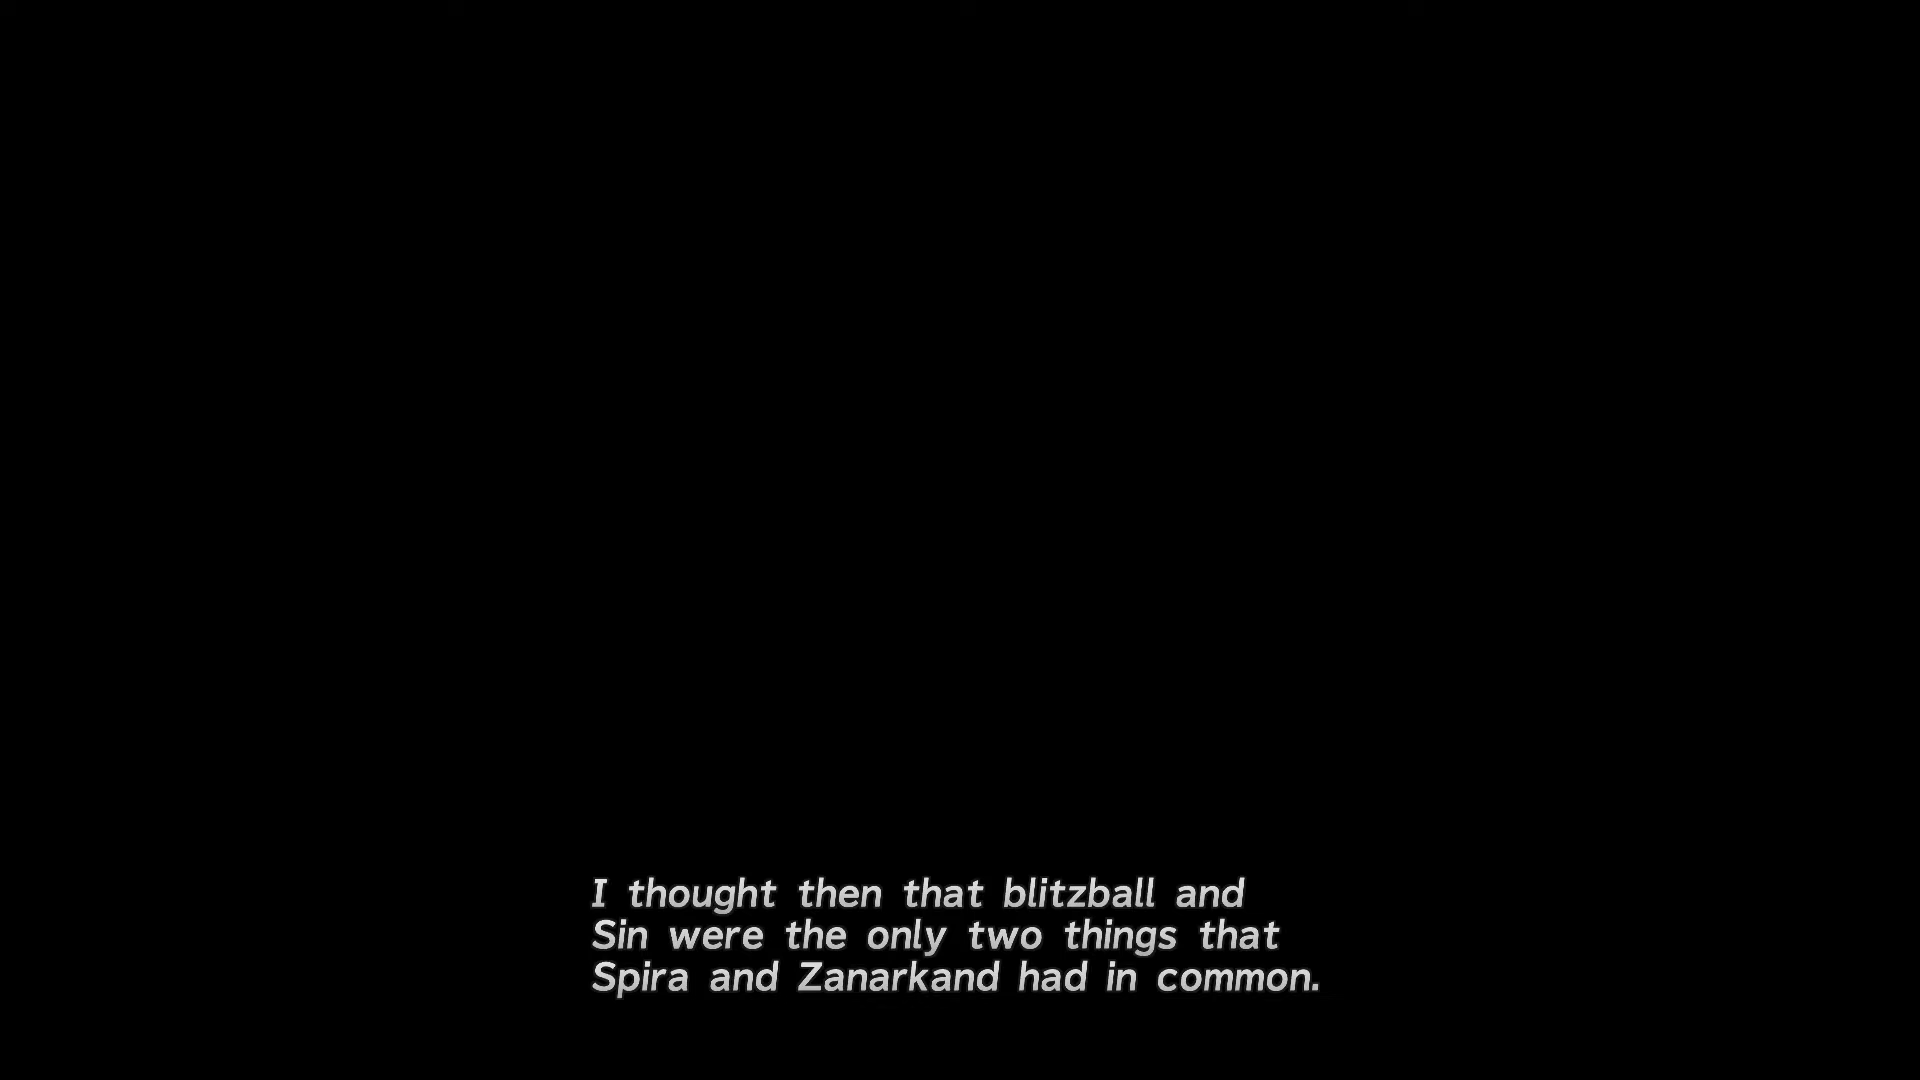 I thought then that blitzball and
Sin were the only two things that
Spira and Zanarkand had in common.